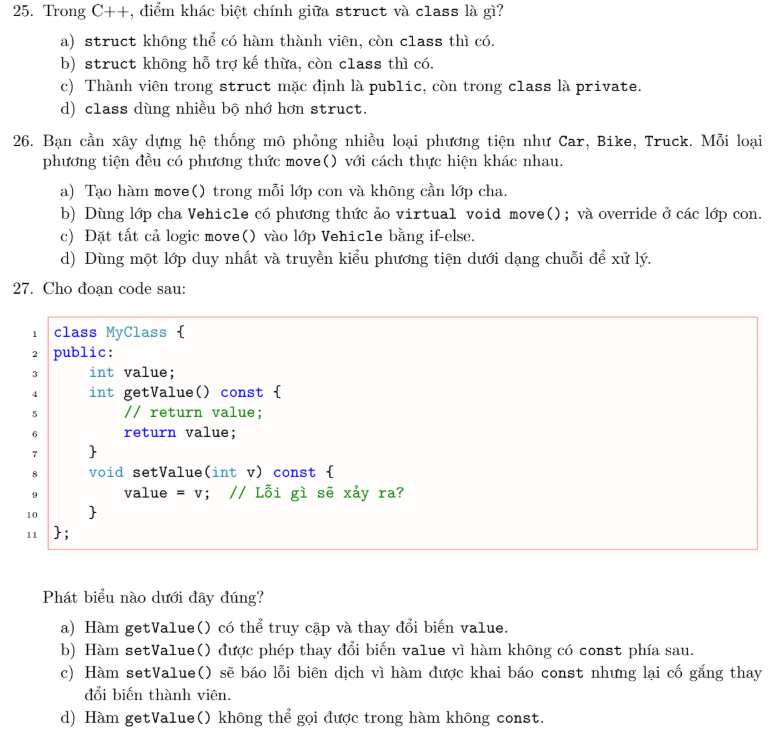 25. Trong C++, điểm khác biệt chính giữa struct và class là gì?
a) struct không thể có hàm thành viên, còn class thì có.
b) struct không hỗ trợ kế thừa, còn class thì có.
c) Thành viên trong struct mặc định là public, còn trong class là private.
d) class dùng nhiều bộ nhớ hơn struct.
26. Bạn cần xây dựng hệ thống mô phỏng nhiều loại phương tiện như Car, Bike, Truck. Mỗi loại
phương tiện đều có phương thức move() với cách thực hiện khác nhau.
a) Tạo hàm move() trong mỗi lớp con và không cần lớp cha.
b) Dùng lớp cha Vehicle có phương thức ảo virtual void move(); và override ở các lớp con.
c) Đặt tất cả logic move() vào lớp Vehicle bằng if-else.
d) Dùng một lớp duy nhất và truyền kiểu phương tiện dưới dạng chuỗi để xử lý.
27. Cho đoạn code sau:
1 class MyClass {
2 public:
3 int value;
4 int getValue() const {
5 // return value;
6 return value;
7 }
8 void setValue(int v) const {
9 value = v; // Lỗi gì sẽ xảy ra?
10 }
11 };
Phát biểu nào dưới đây đúng?
a) Hàm getValue() có thể truy cập và thay đổi biến value.
b) Hàm setValue() được phép thay đổi biến value vì hàm không có const phía sau.
c) Hàm setValue() sẽ báo lỗi biên dịch vì hàm được khai báo const nhưng lại cố gắng thay
đổi biến thành viên.
d) Hàm getValue() không thể gọi được trong hàm không const.